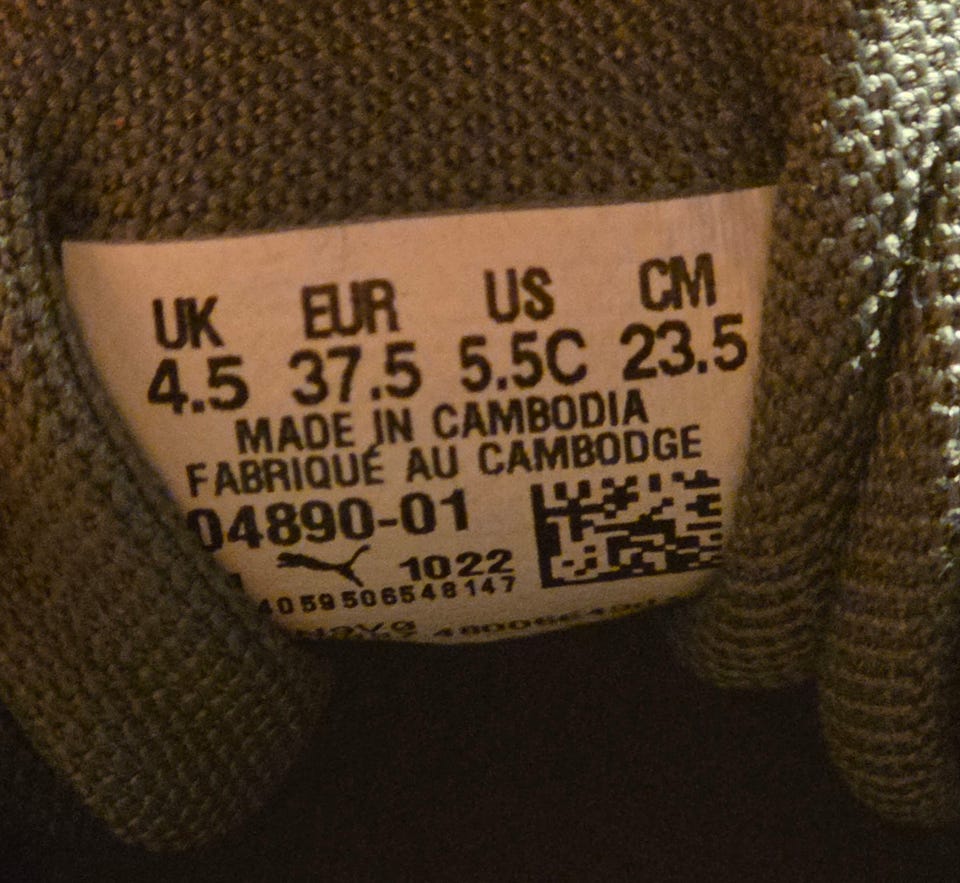 UK EUR US CM
4.5 37.5 5.5C 23.5
MADE IN CAMBODIA
FABRIQUÉ AU CAMBODGE
04890-01
1022
4059506548147